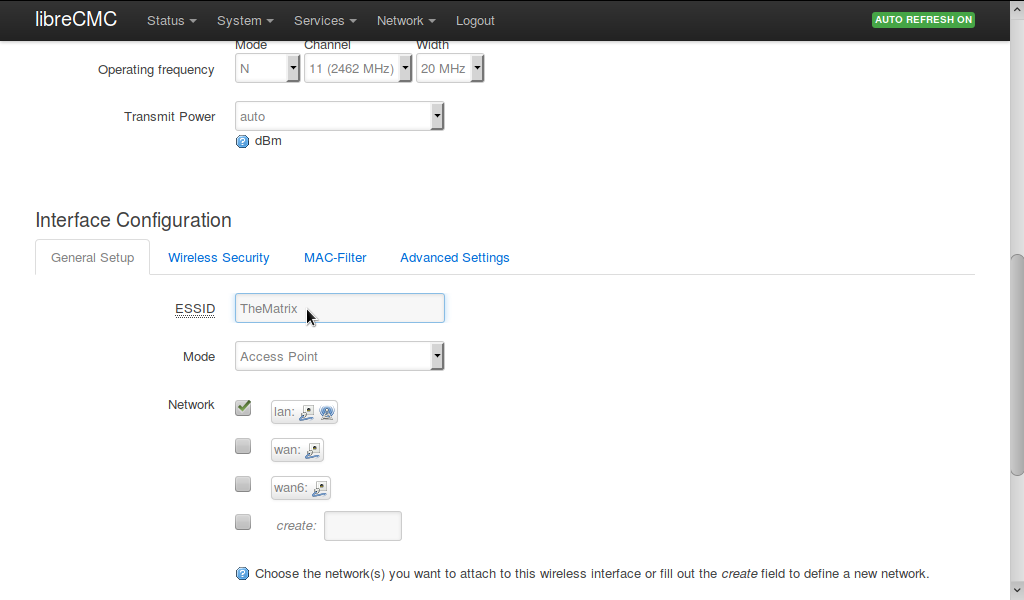 libreCMC Status System Services Network Logout AUTO REFRESH ON
Mode Channel Width
Operating frequency N 11 (2462 MHz) 20 MHz
Transmit Power auto
dBm
Interface Configuration
General Setup Wireless Security MAC-Filter Advanced Settings
ESSID TheMatrix
Mode Access Point
Network lan:
wan:
wan6:
create:
Choose the network(s) you want to attach to this wireless interface or fill out the create field to define a new network.